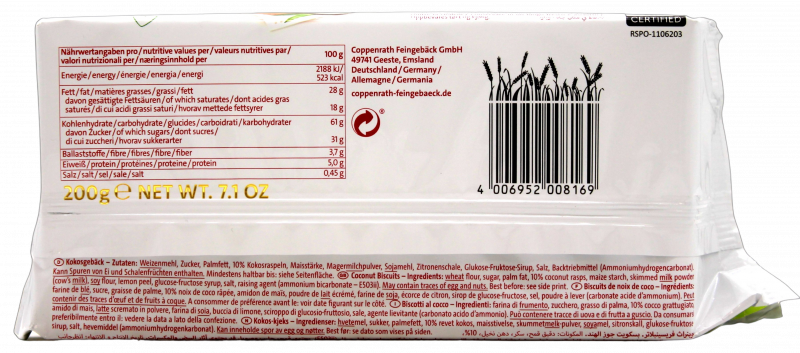 CERTIFIED
RSPO-1106203
Nährwertangaben pro/nutritive values per/valeurs nutritives par/
valori nutrizionali per/næringsinnhold per
100 g
Energie/energy/énergie/energia/energi
2188 kJ/
523 kcal
Fett/fat/matières grasses/grassi/fett
28 g
davon gesättigte Fettsäuren/of which saturates/dont acides gras
saturés/di cui acidi grassi saturi/hvorav mettede fettsyrer
18 g
Kohlenhydrate/carbohydrate/glucides/carboidrati/karbohydrater
61 g
davon Zucker/of which sugars/dont sucres/
di cui zuccheri/hvorav sukkerarter
31 g
Ballaststoffe/fibre/fibres/fibre/fiber
3,7 g
Eiweiß/protein/protéines/proteine/protein
5,0 g
Salz/salt/sel/sale/salt
0,45 g
Coppenrath Feingebäck GmbH
49741 Geeste, Emsland
Deutschland/Germany/
Allemagne/Germania
coppenrath-feingebaeck.de
®
4 006952 008169
200g e NET WT. 7.1 OZ
D Kokosgebäck – Zutaten: Weizenmehl, Zucker, Palmfett, 10% Kokosraspeln, Maisstärke, Magermilchpulver, Sojamehl, Zitronenschale, Glukose-Fruktose-Sirup, Salz, Backtriebmittel (Ammoniumhydrogencarbonat).
Kann Spuren von Ei und Schalenfrüchten enthalten. Mindestens haltbar bis: siehe Seitenfläche. GB Coconut Biscuits – Ingredients: wheat flour, sugar, palm fat, 10% coconut rasps, maize starch, skimmed milk powder
(cow's milk), soy flour, lemon peel, glucose-fructose syrup, salt, raising agent (ammonium bicarbonate – E503ii). May contain traces of egg and nuts. Best before: see side print. F Biscuits de noix de coco – Ingrédients:
farine de blé, sucre, graisse de palme, 10% noix de coco râpée, amidon de maïs, poudre de lait écrémé, farine de soja, écorce de citron, sirop de glucose-fructose, sel, poudre à lever (carbonate acide d'ammonium). Peut
contenir des traces d'œuf et de fruits à coque. A consommer de préférence avant le: voir date figurant sur le côté. I Biscotti al cocco – Ingredienti: farina di frumento, zucchero, grasso di palma, 10% cocco grattugiato,
amido di mais, latte scremato in polvere, farina di soia, buccia di limone, sciroppo di glucosio-fruttosio, sale, agente lievitante (carbonato acido d'ammonio). Può contenere tracce di uova e di frutta a guscio. Da consumarsi
preferibilmente entro il: vedere la data a lato della confezione. N Kokos-kjeks – Ingredienser: hvetemel, sukker, palmefett, 10% revet kokos, maisstivelse, skummetmelk-pulver, soyamel, sitronskall, glukose-fruktose-
sirup, salt, hevemiddel (ammoniumhydrogenkarbonat). Kan inneholde spor av egg og nøtter. Best før: se dato som vises på siden.